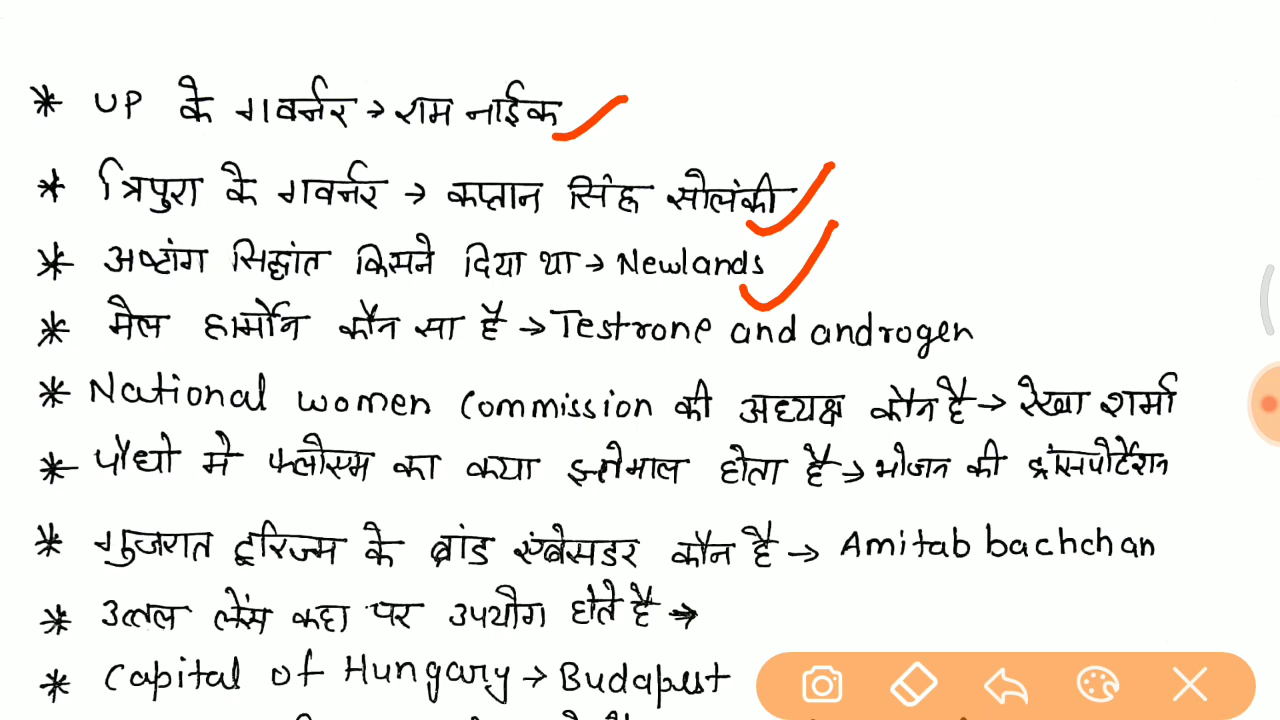 * UP के गवर्नर → राम नाईक
* त्रिपुरा के गवर्नर → कप्तान सिंह सोलंकी
* अष्टांग सिद्धांत किसने दिया था → Newlands
* मैल हार्मोन कौन सा है → Testrone and androgen
* National women Commission की अध्यक्ष कौन है → रेखा शर्मा
* पौधो मे फ्लोएम का क्या इस्तेमाल होता है → भोजन की ट्रांसपोर्टेशन
* गुजरात टूरिज्म के ब्रांड एंबेसडर कौन है → Amitab bachchan
* उत्तल लेंस कहा पर उपयोग होते है →
* Capital of Hungary → Budapest